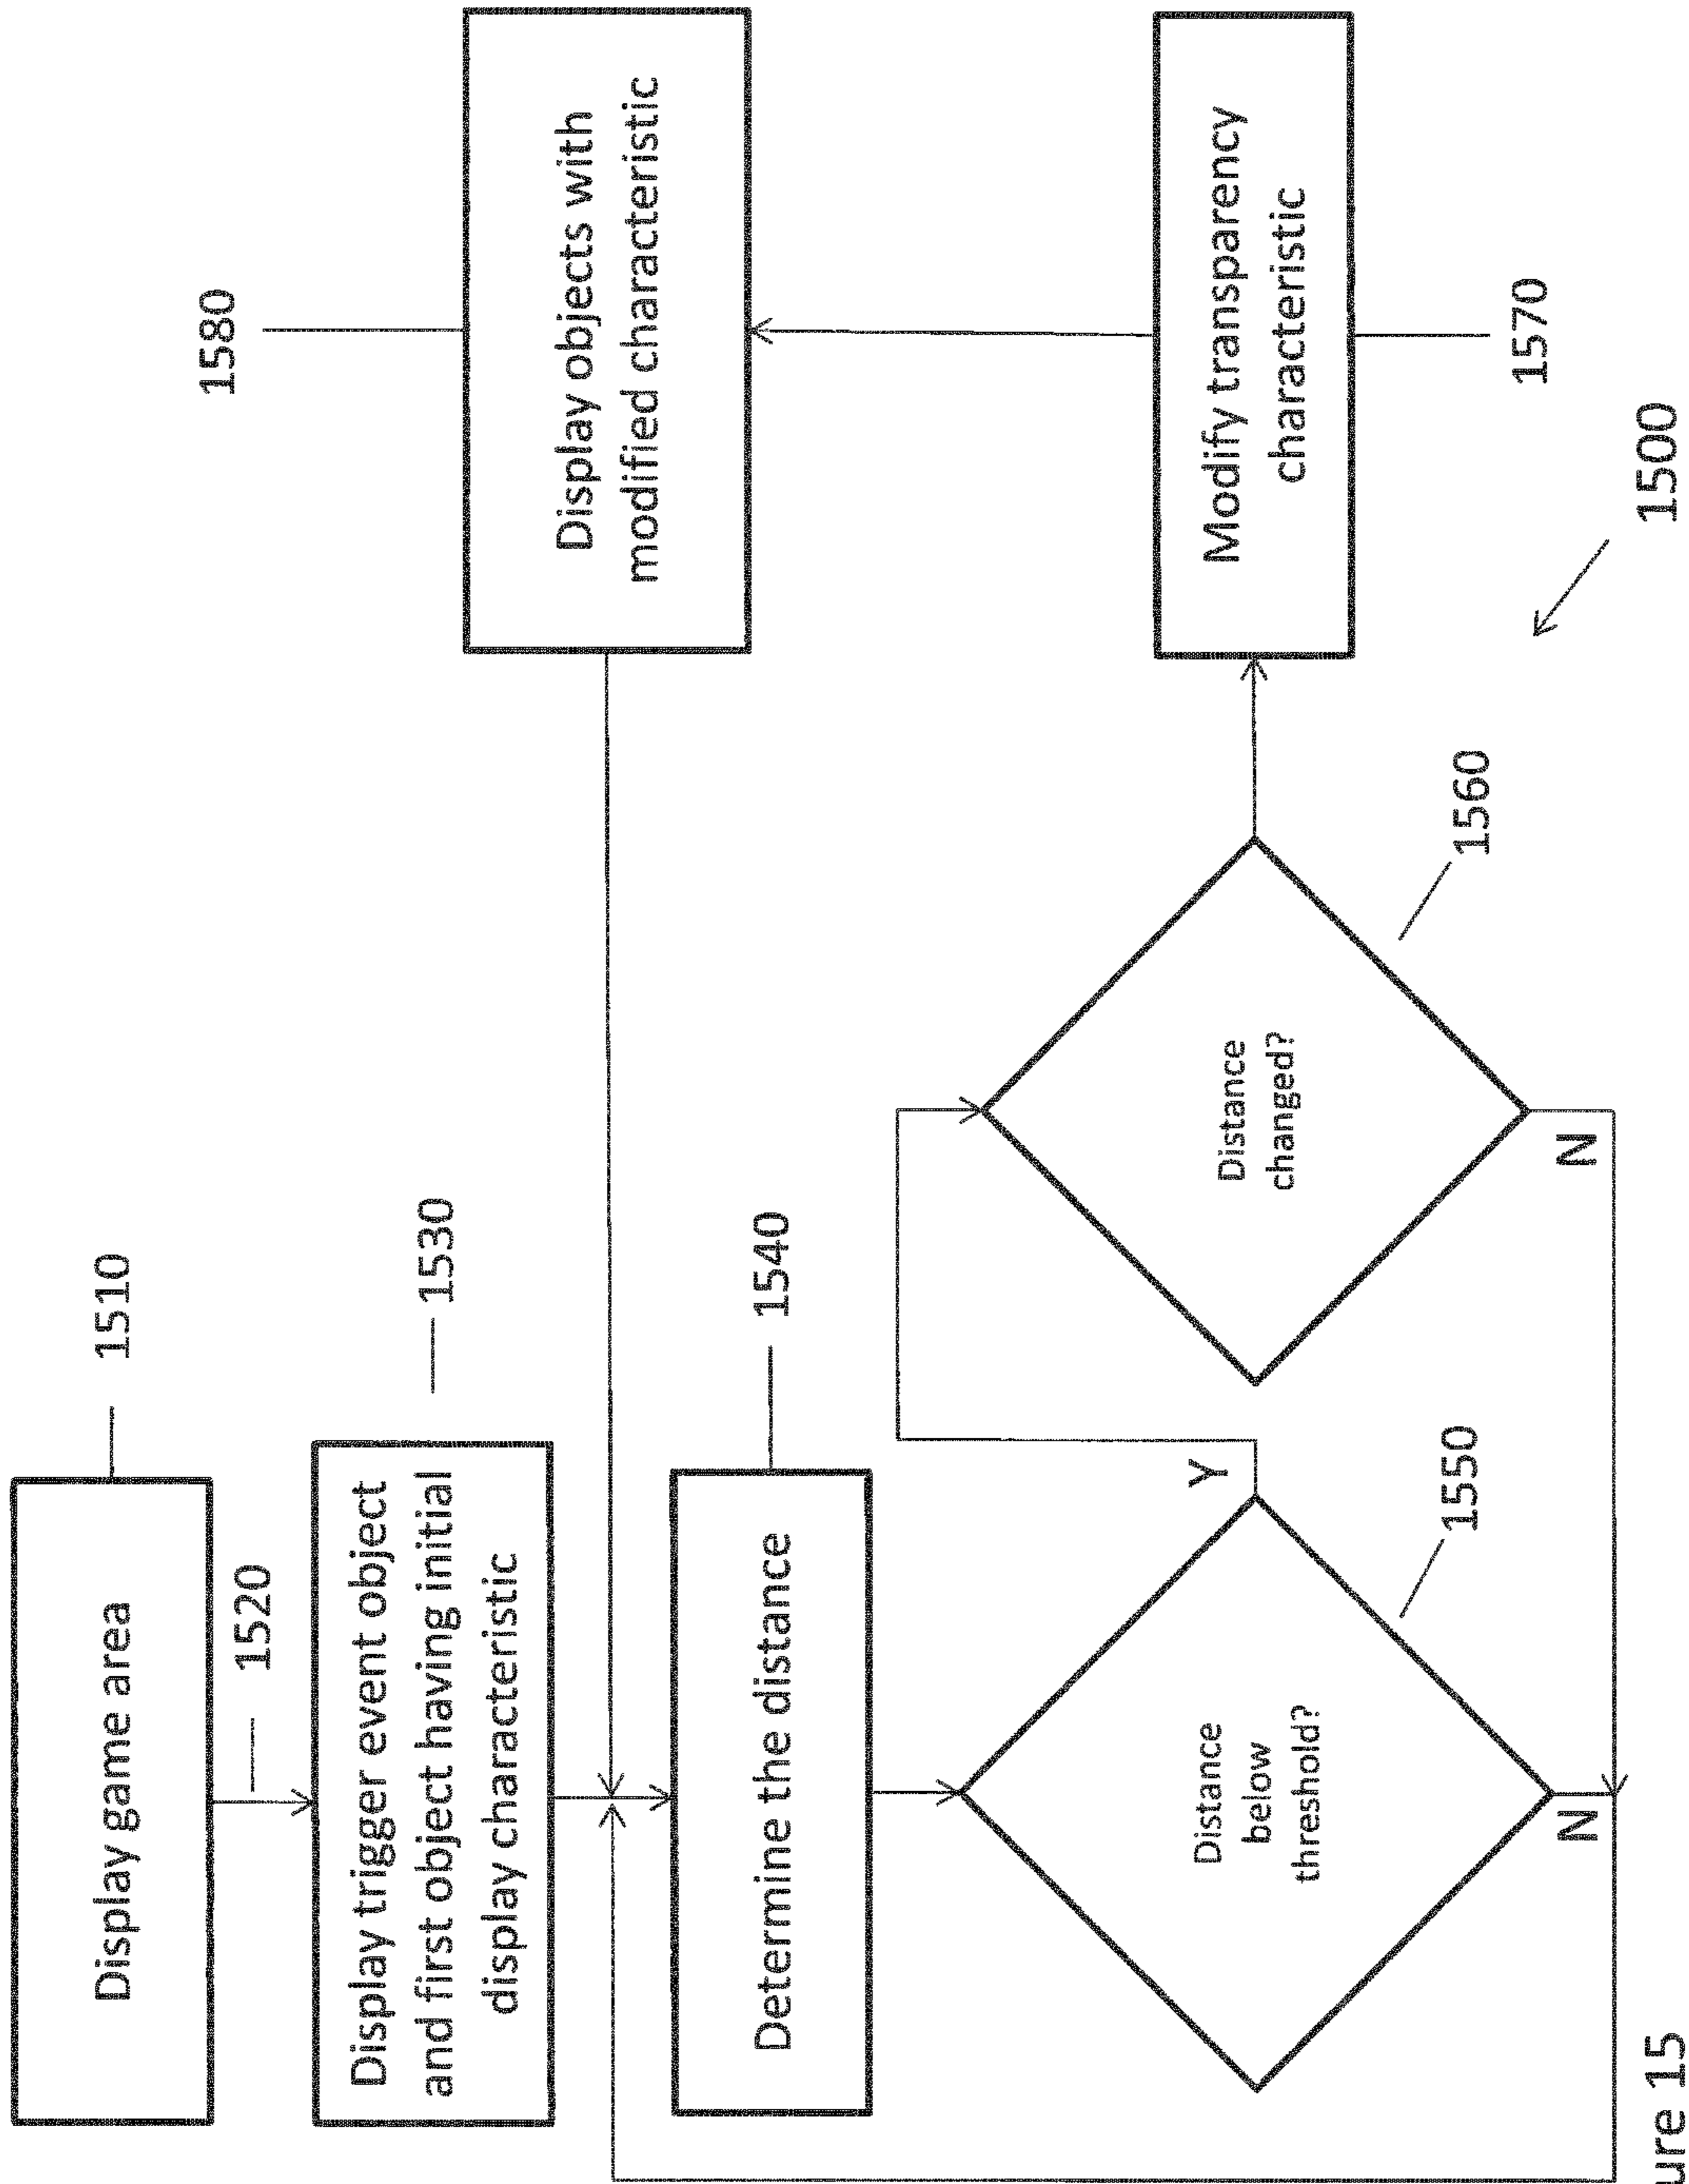 Display game area
1510
1520
Display trigger event object
and first object having initial
display characteristic
1530
Determine the distance
1540
Distance
below
threshold?
Y
N
1550
Distance
changed?
N
1560
Modify transparency
characteristic
1570
Display objects with
modified characteristic
1580
1500
ure 15